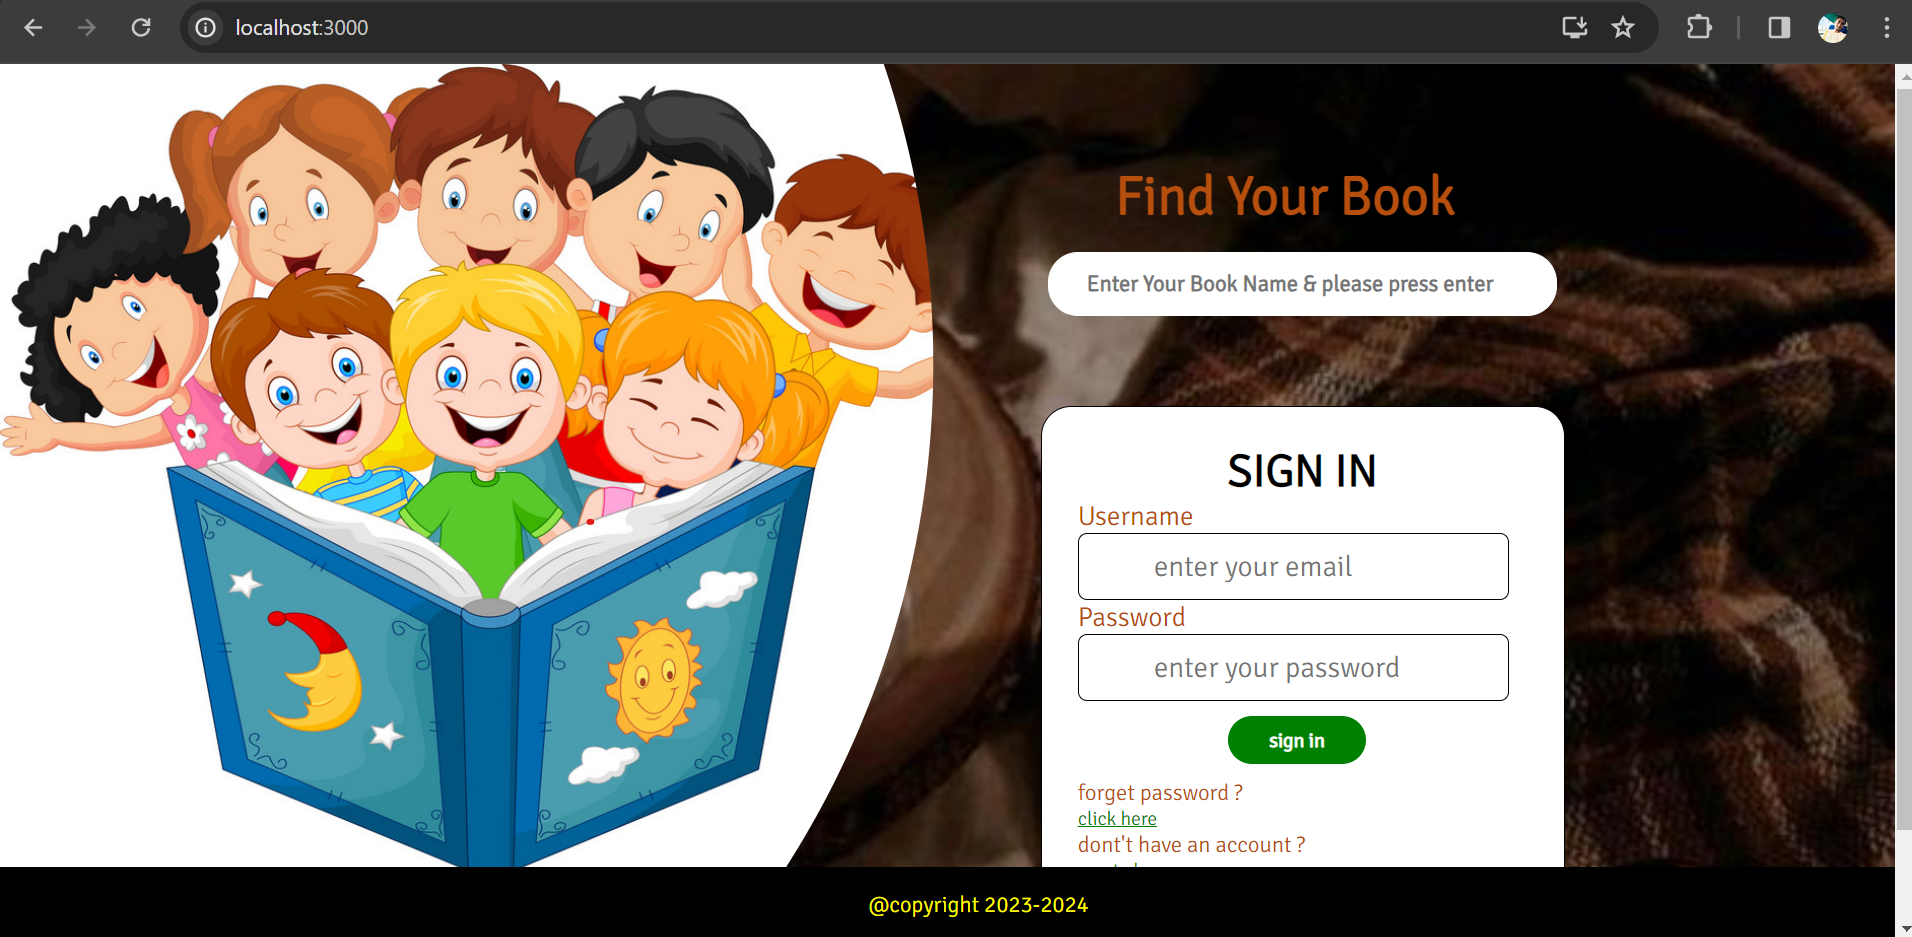 localhost:3000
Find Your Book
Enter Your Book Name & please press enter
SIGN IN
Username
enter your email
Password
enter your password
sign in
forget password ?
click here
dont't have an account ?
@copyright 2023-2024